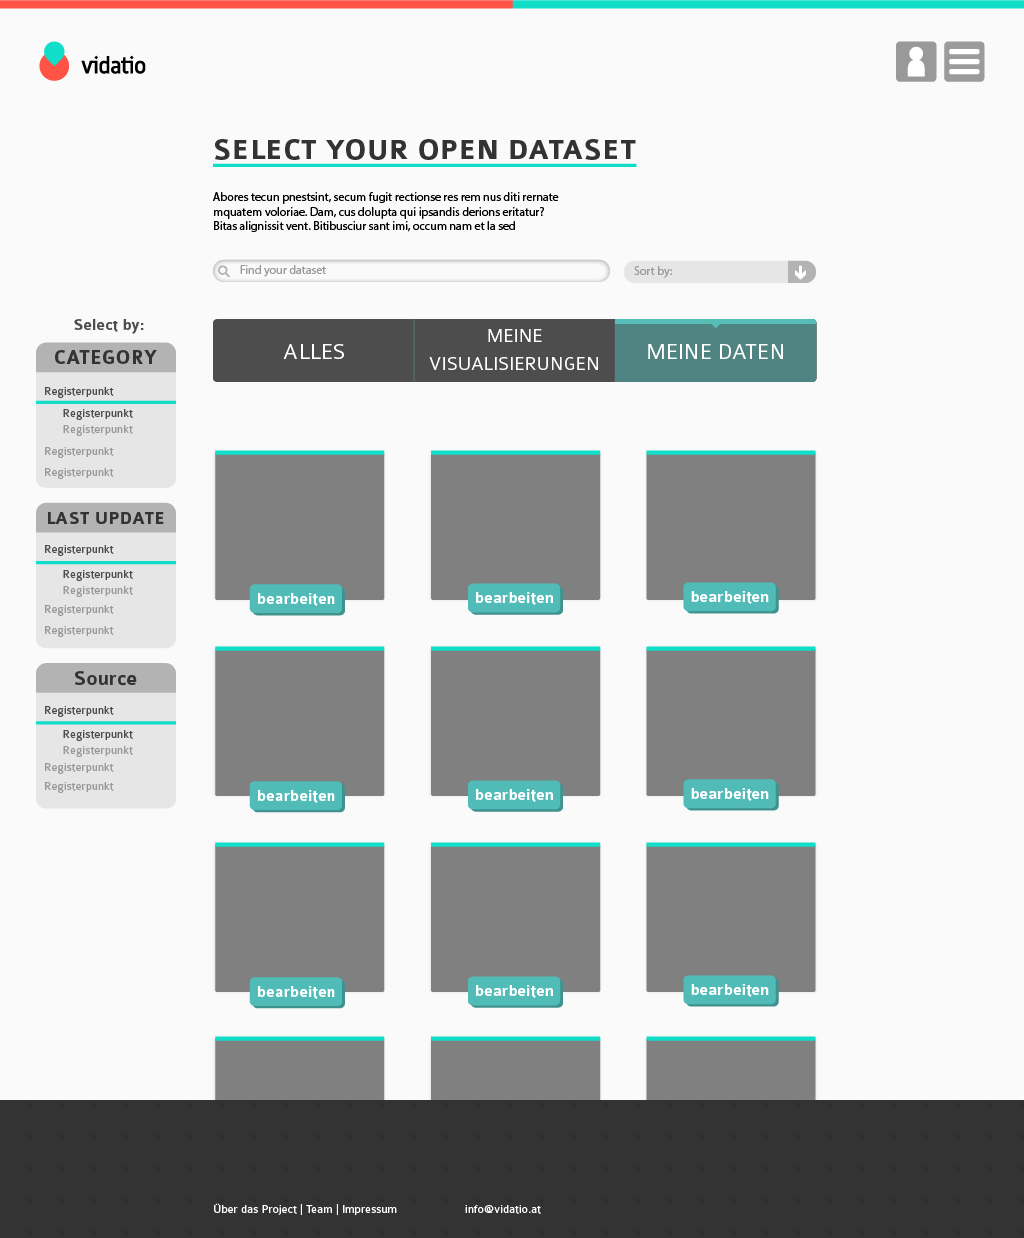 vidatio
SELECT YOUR OPEN DATASET
Abores tecun pnestsint, secum fugit rectionse res rem nus diti rernate
mquatem voloriae. Dam, cus dolupta qui ipsandis derions eritatur?
Bitas alignissit vent. Bitibusciur sant imi, occum nam et la sed
Find your dataset
Sort by:
Select by:
CATEGORY
Registerpunkt
Registerpunkt
Registerpunkt
Registerpunkt
Registerpunkt
LAST UPDATE
Registerpunkt
Registerpunkt
Registerpunkt
Registerpunkt
Registerpunkt
Source
Registerpunkt
Registerpunkt
Registerpunkt
Registerpunkt
Registerpunkt
ALLES
MEINE
VISUALISIERUNGEN
MEINE DATEN
bearbeiten
bearbeiten
bearbeiten
bearbeiten
bearbeiten
bearbeiten
bearbeiten
bearbeiten
bearbeiten
Über das Project | Team | Impressum
info@vidatio.at